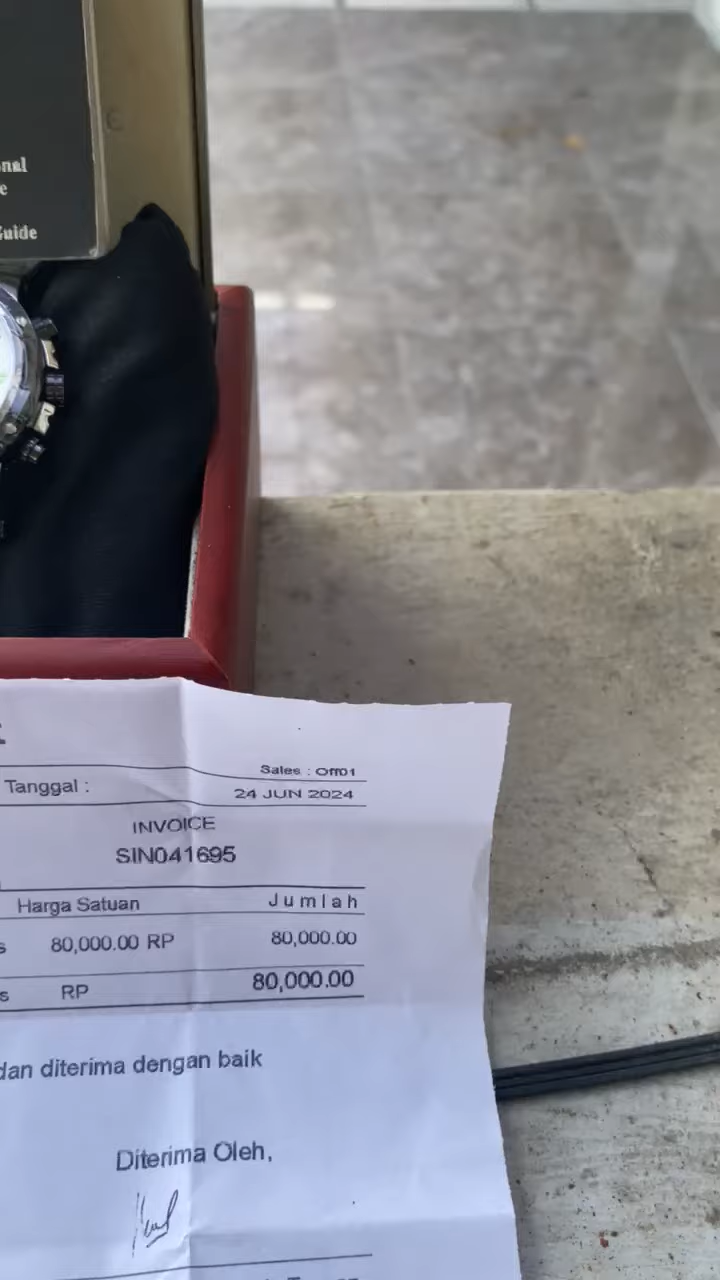 nal
e
Guide
Sales : Off01
Tanggal :
24 JUN 2024
INVOICE
SIN041695
Harga Satuan Jumlah
s 80,000.00 RP 80,000.00
s RP 80,000.00
dan diterima dengan baik
Diterima Oleh,